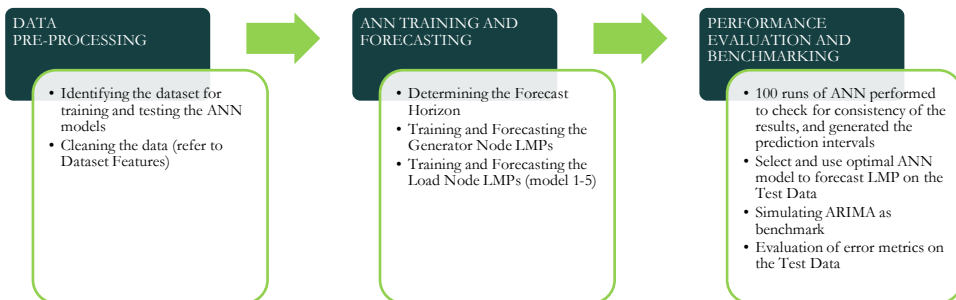 DATA
PRE-PROCESSING
• Identifying the dataset for
training and testing the ANN
models
• Cleaning the data (refer to
Dataset Features)
ANN TRAINING AND
FORECASTING
• Determining the Forecast
Horizon
• Training and Forecasting the
Generator Node LMPs
• Training and Forecasting the
Load Node LMPs (model 1-5)
PERFORMANCE
EVALUATION AND
BENCHMARKING
• 100 runs of ANN performed
to check for consistency of the
results, and generated the
prediction intervals
• Select and use optimal ANN
model to forecast LMP on the
Test Data
• Simulating ARIMA as
benchmark
• Evaluation of error metrics on
the Test Data